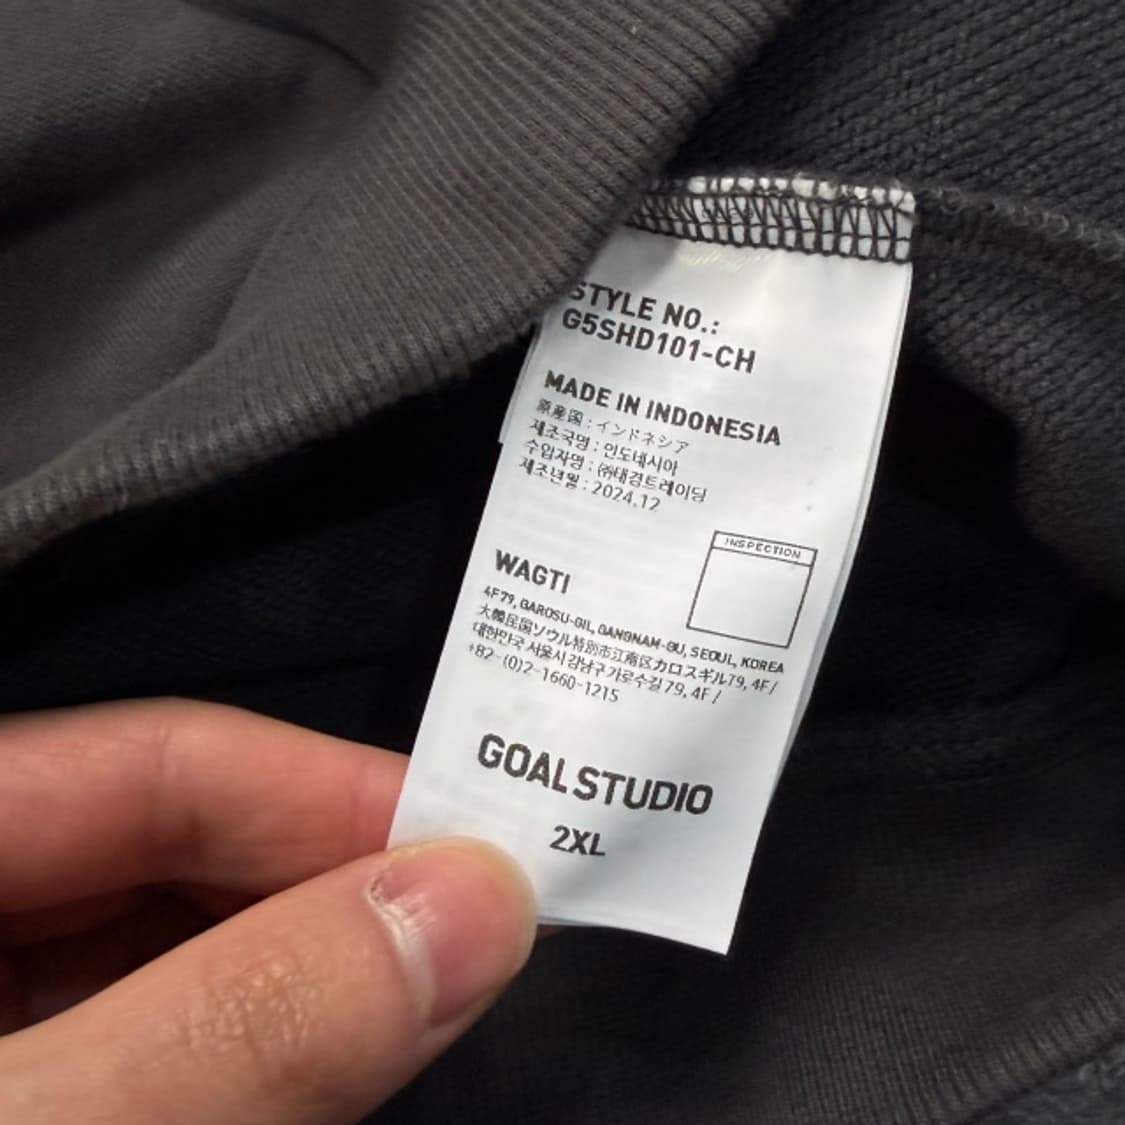 STYLE NO.:
G5SHD101-CH
MADE IN INDONESIA
原産国 : インドネシア
제조국명 : 인도네시아
수입자명 : ㈜태경트레이딩
제조년월 : 2024.12
INSPECTION
WAGTI
4F 79, GAROSU-GIL, GANGNAM-GU, SEOUL, KOREA
大韓民国ソウル特別市江南区カロスギル79, 4F /
대한민국 서울시 강남구 가로수길 79, 4F /
+82-(0)2-1660-1215
GOAL STUDIO
2XL